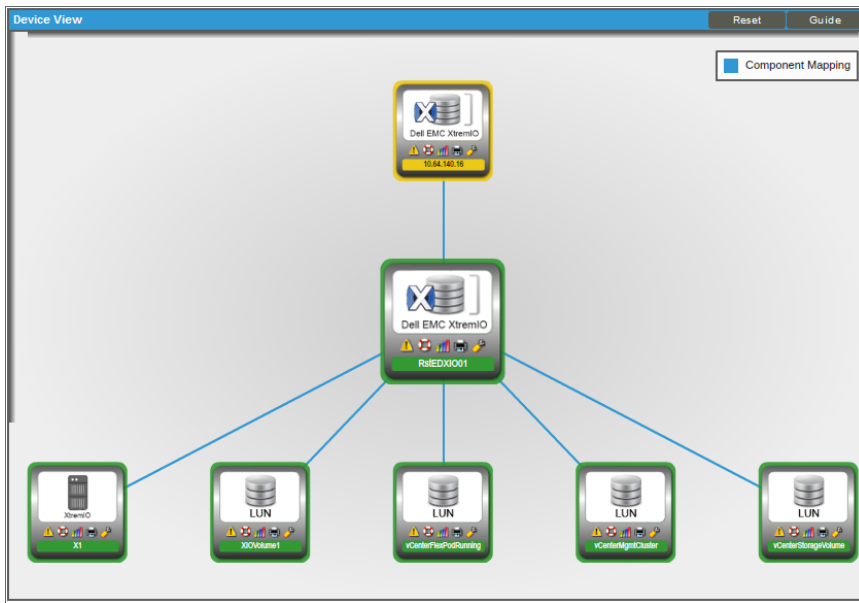 Device View
Reset
Guide
Component Mapping
Dell EMC XtremIO
10.64.140.16
Dell EMC XtremIO
RstEDXIO01
XtremIO
X1
LUN
XIOVolume1
LUN
vCenterFlexPodRunning
LUN
vCenterMgmtCluster
LUN
vCenterStorageVolume